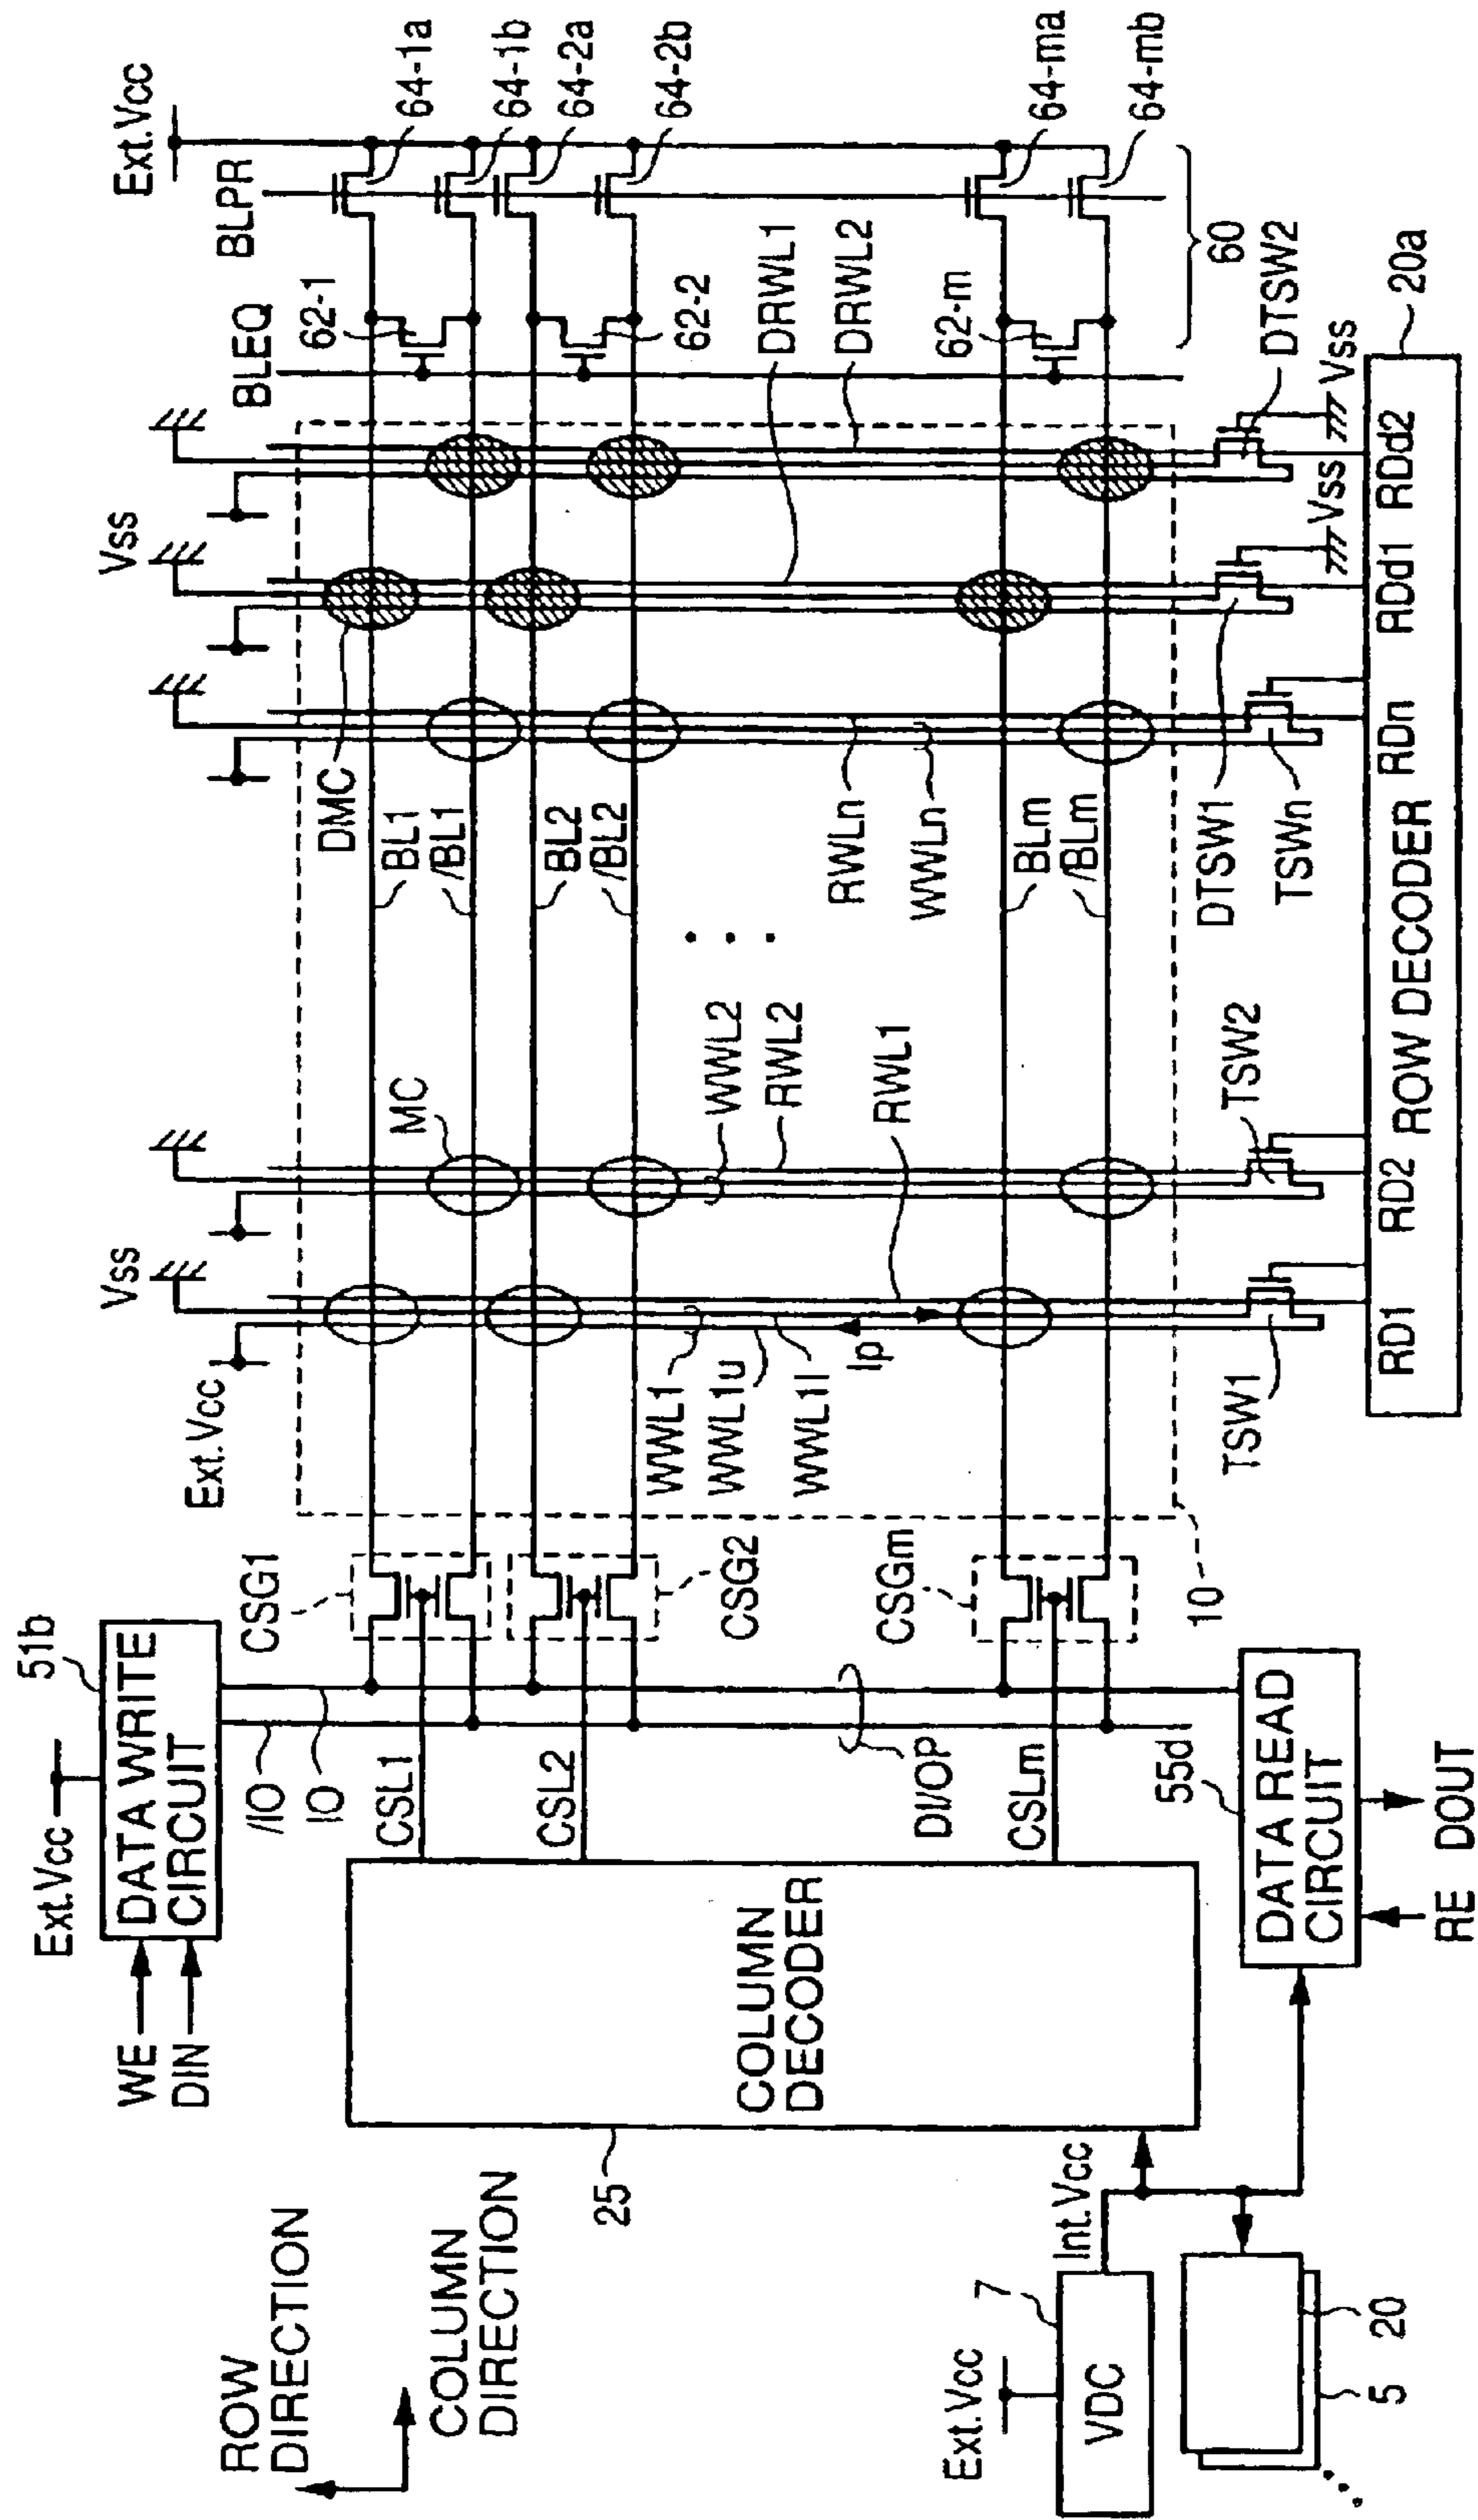 ROW
DIRECTION
COLUMN
DIRECTION
Ext.Vcc
51b
WE
DIN
DATA WRITE
CIRCUIT
/IO
IO
CSG1
CSL1
CSL2
CSG2
DI/OP
CSGm
CSLm
COLUMN
DECODER
25
Ext.Vcc
7
VDC
Int.Vcc
5
20
55d
DATA READ
CIRCUIT
RE
DOUT
10
Ext.Vcc
Vss
Vss
MC
DMC
BL1
/BL1
BL2
/BL2
WWL1
WWL1u
WWL1l
Ip
WWL2
RWL2
RWL1
RWLn
WWLn
BLm
/BLm
DRWL1
DRWL2
BLEQ
BLPR
Ext.Vcc
62-1
62-2
62-m
64-1a
64-1b
64-2a
64-2b
64-ma
64-mb
60
TSW1
TSW2
DTSW1
TSWn
DTSW2
Vss
Vss
20a
RD1
RD2
ROW DECODER
RDn
RDd1
RDd2